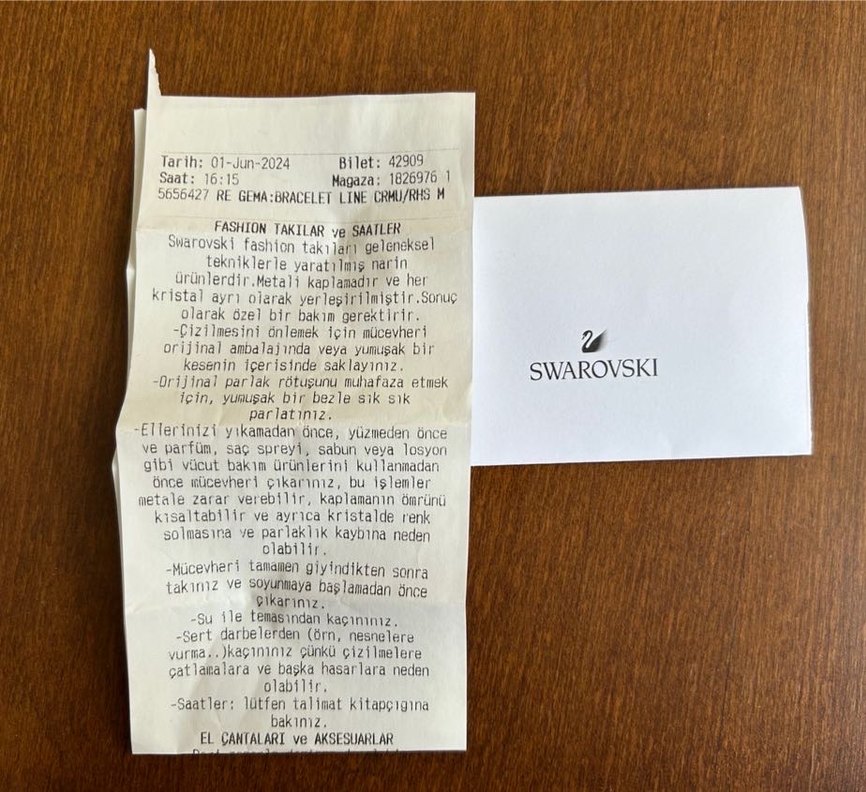 Tarih: 01-Jun-2024 Bilet: 42909
Saat: 16:15 Magaza: 1826976 1
5656427 RE GEMA:BRACELET LINE CRMU/RHS M
FASHION TAKILAR ve SAATLER
Swarovski fashion takıları geleneksel
tekniklerle yaratılmış narin
ürünlerdir.Metali kaplamadır ve her
kristal ayrı olarak yerleşirilmiştir.Sonuç
olarak özel bir bakım gerektirir.
-Çizilmesini önlemek için mücevheri
orijinal ambalajında veya yumuşak bir
kesenin içerisinde saklayınız.
-Orijinal parlak rötuşunu muhafaza etmek
için, yumuşak bir bezle sık sık
parlatınız.
-Ellerinizi yıkamadan önce, yüzmeden önce
ve parfüm, saç spreyi, sabun veya losyon
gibi vücut bakım ürünlerini kullanmadan
önce mücevheri çıkarınız, bu işlemler
metale zarar verebilir, kaplamanın ömrünü
kısaltabilir ve ayrıca kristalde renk
solmasına ve parlaklık kaybına neden
olabilir.
-Mücevheri tamamen giyindikten sonra
takınız ve soyunmaya başlamadan önce
çıkarınız.
-Su ile temasından kaçınınız.
-Sert darbelerden (örn, nesnelere
vurma..)kaçınınız çünkü çizilmelere
çatlamalara ve başka hasarlara neden
olabilir.
-Saatler: lütfen talimat kitapçığına
bakınız.
EL ÇANTALARI ve AKSESUARLAR
SWAROVSKI